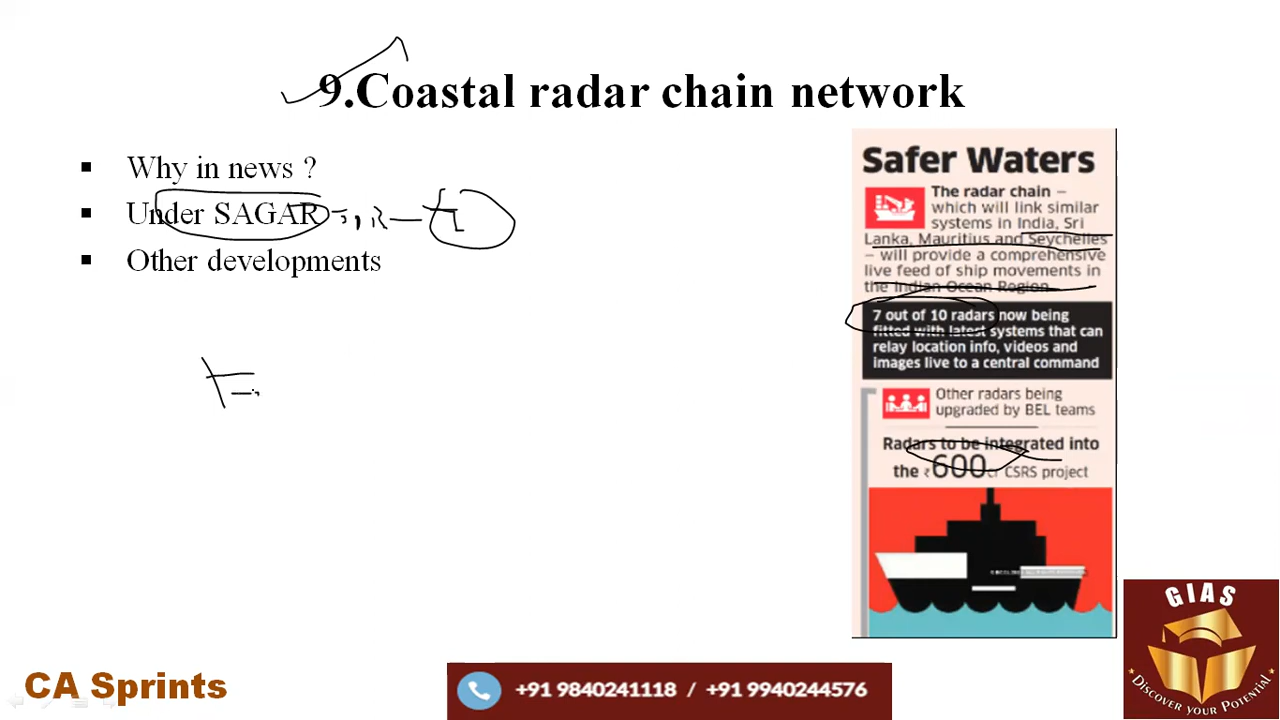 9.Coastal radar chain network
Why in news ?
Under SAGAR
Other developments
Safer Waters
The radar chain –
which will link similar
systems in India, Sri
Lanka, Mauritius and Seychelles
– will provide a comprehensive
live feed of ship movements in
the Indian Ocean Region
7 out of 10 radars now being
fitted with latest systems that can
relay location info, videos and
images live to a central command
Other radars being
upgraded by BEL teams
Radars to be integrated into
the ₹600cr CSRS project
GIAS
DISCOVER YOUR POTENTIAL
CA Sprints
+91 9840241118 / +91 9940244576